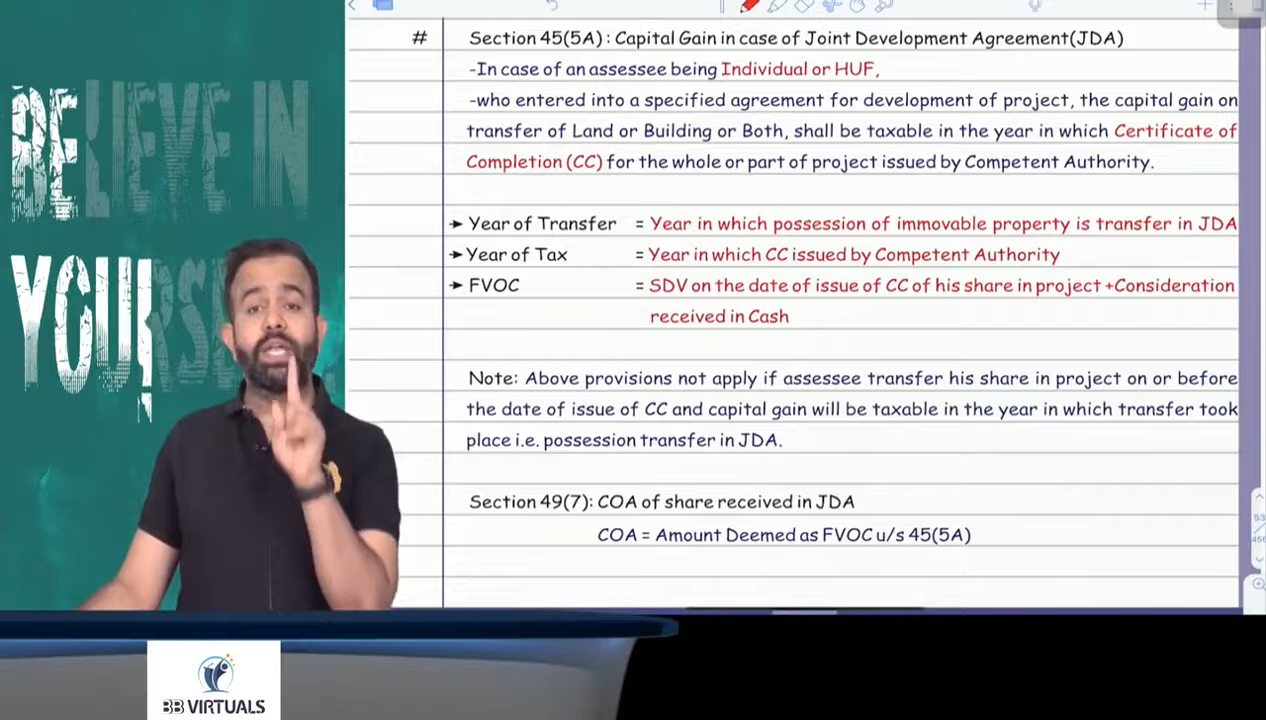 BELIEVE IN
YOURSE
# Section 45(5A) : Capital Gain in case of Joint Development Agreement(JDA)
-In case of an assessee being Individual or HUF,
-who entered into a specified agreement for development of project, the capital gain on
transfer of Land or Building or Both, shall be taxable in the year in which Certificate of
Completion (CC) for the whole or part of project issued by Competent Authority.
→ Year of Transfer = Year in which possession of immovable property is transfer in JDA
→ Year of Tax = Year in which CC issued by Competent Authority
→ FVOC = SDV on the date of issue of CC of his share in project +Consideration
received in Cash
Note: Above provisions not apply if assessee transfer his share in project on or before
the date of issue of CC and capital gain will be taxable in the year in which transfer took
place i.e. possession transfer in JDA.
Section 49(7): COA of share received in JDA
COA = Amount Deemed as FVOC u/s 45(5A)
BB VIRTUALS